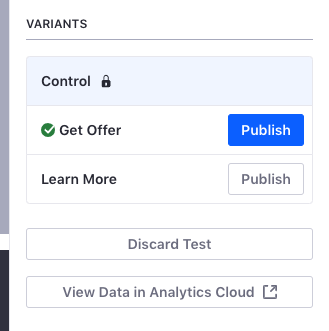 VARIANTS
Control
Get Offer Publish
Learn More Publish
Discard Test
View Data in Analytics Cloud